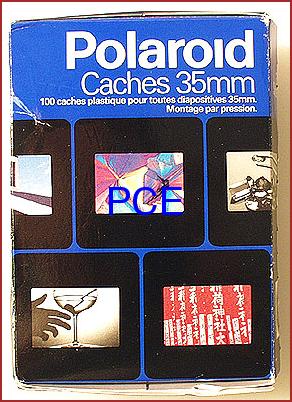 Polaroid
Caches 35mm
100 caches plastique pour toutes diapositives 35mm.
Montage par pression.
PCE